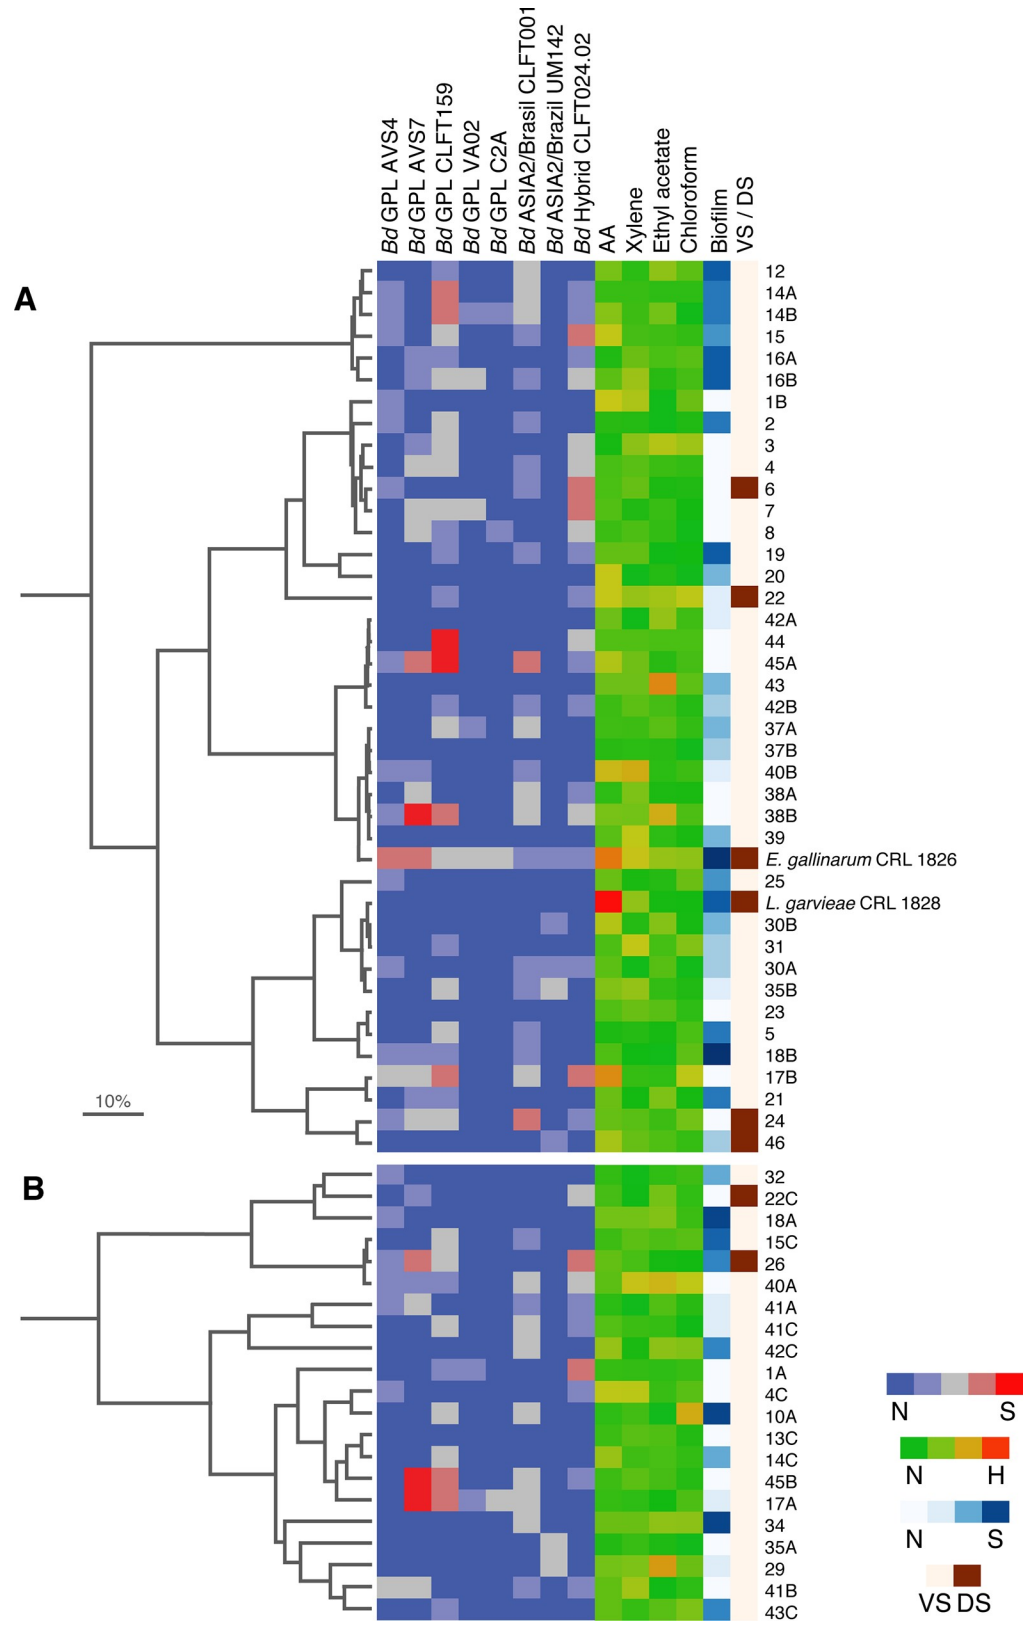 Bd GPL AVS4
Bd GPL AVS7
Bd GPL CLFT159
Bd GPL VA02
Bd GPL C2A
Bd ASIA2/Brasil CLFT001
Bd ASIA2/Brazil UM142
Bd Hybrid CLFT024.02
AA
Xylene
Ethyl acetate
Chloroform
Biofilm
VS / DS
A
12
14A
14B
15
16A
16B
1B
2
3
4
6
7
8
19
20
22
42A
44
45A
43
42B
37A
37B
40B
38A
38B
39
E. gallinarum CRL 1826
25
L. garvieae CRL 1828
30B
31
30A
35B
23
5
18B
17B
21
24
46
10%
B
32
22C
18A
15C
26
40A
41A
41C
42C
1A
4C
10A
13C
14C
45B
17A
34
35A
29
41B
43C
N S
N H
N S
VS DS